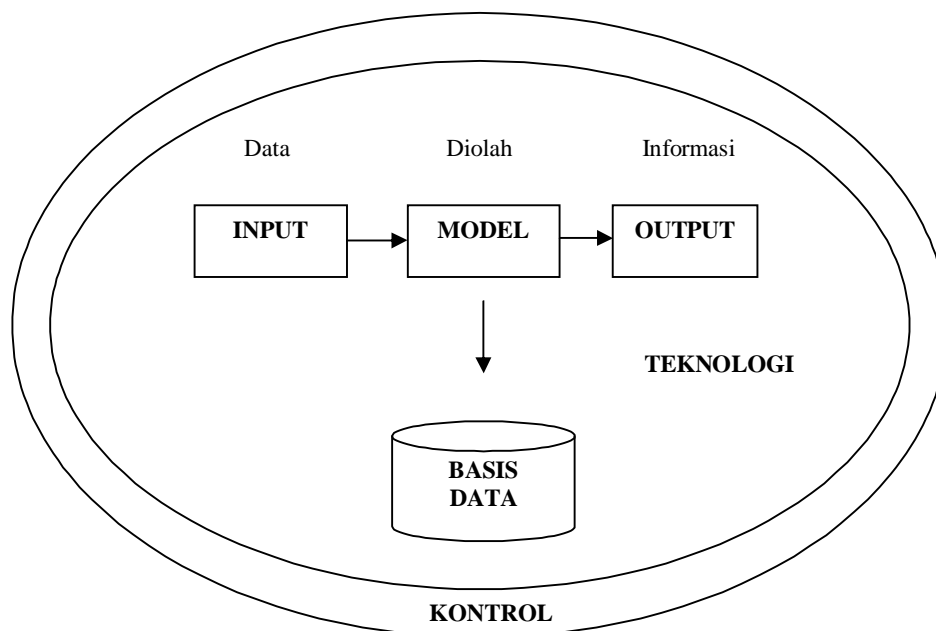 Data
Diolah
Informasi
INPUT
MODEL
OUTPUT
TEKNOLOGI
BASIS
DATA
KONTROL